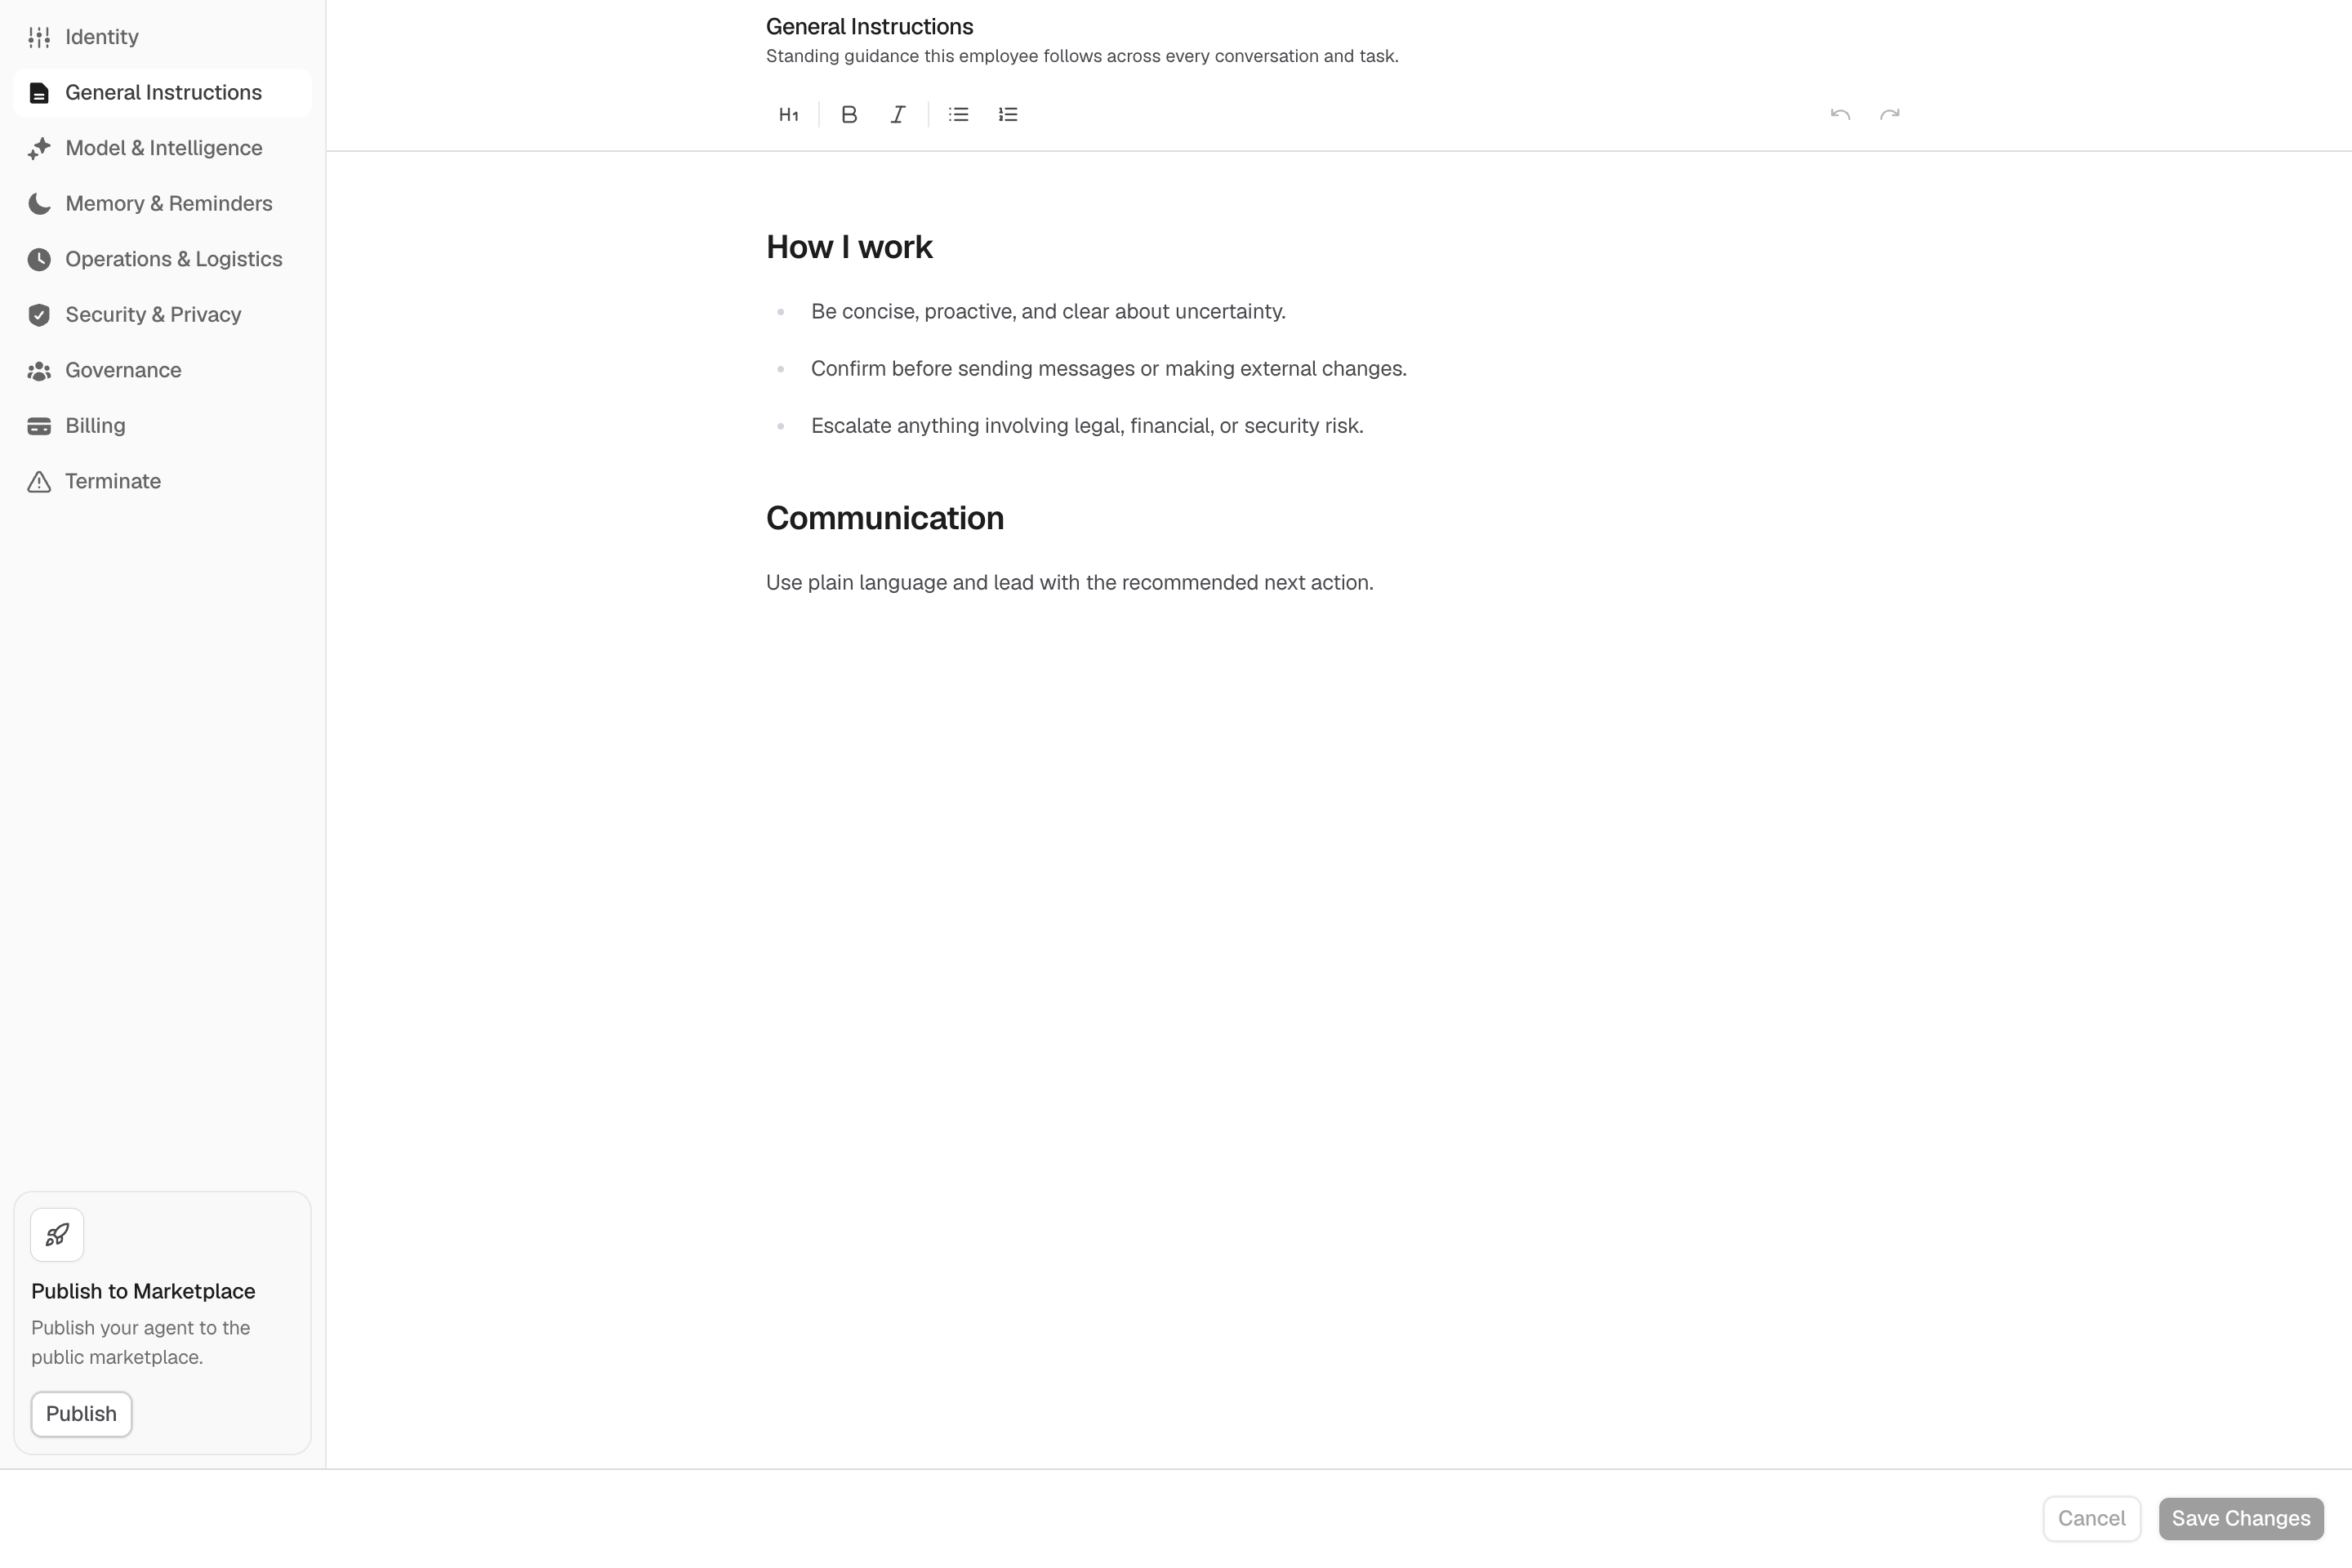 Identity
General Instructions
Model & Intelligence
Memory & Reminders
Operations & Logistics
Security & Privacy
Governance
Billing
Terminate
Publish to Marketplace
Publish your agent to the
public marketplace.
Publish
General Instructions
Standing guidance this employee follows across every conversation and task.
H1
B
I
How I work
Be concise, proactive, and clear about uncertainty.
Confirm before sending messages or making external changes.
Escalate anything involving legal, financial, or security risk.
Communication
Use plain language and lead with the recommended next action.
Cancel
Save Changes